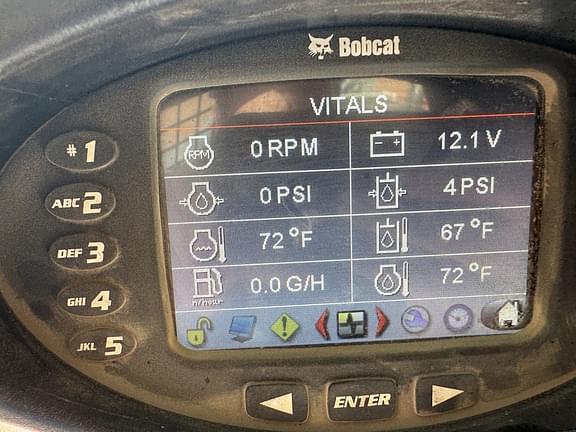 Bobcat
VITALS
RPM 0 RPM - + 12.1 V
0 PSI 4 PSI
72 °F 67 °F
0.0 G/H 72 °F
# 1
ABC 2
DEF 3
GHI 4
JKL 5
ENTER